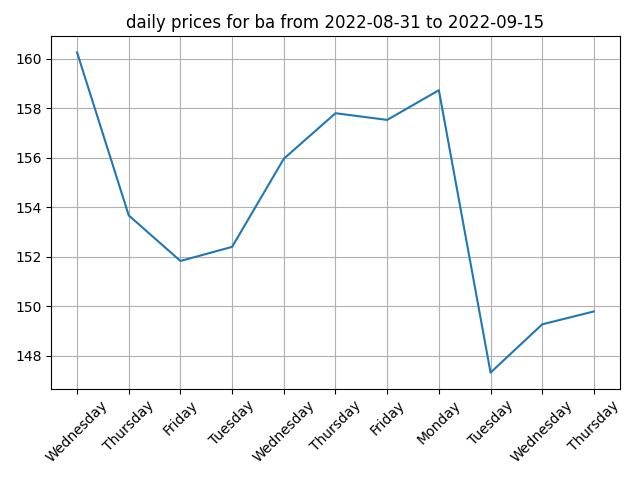 daily prices for ba from 2022-08-31 to 2022-09-15
160
158
156
154
152
150
148
Wednesday
Thursday
Friday
Tuesday
Wednesday
Thursday
Friday
Monday
Tuesday
Wednesday
Thursday